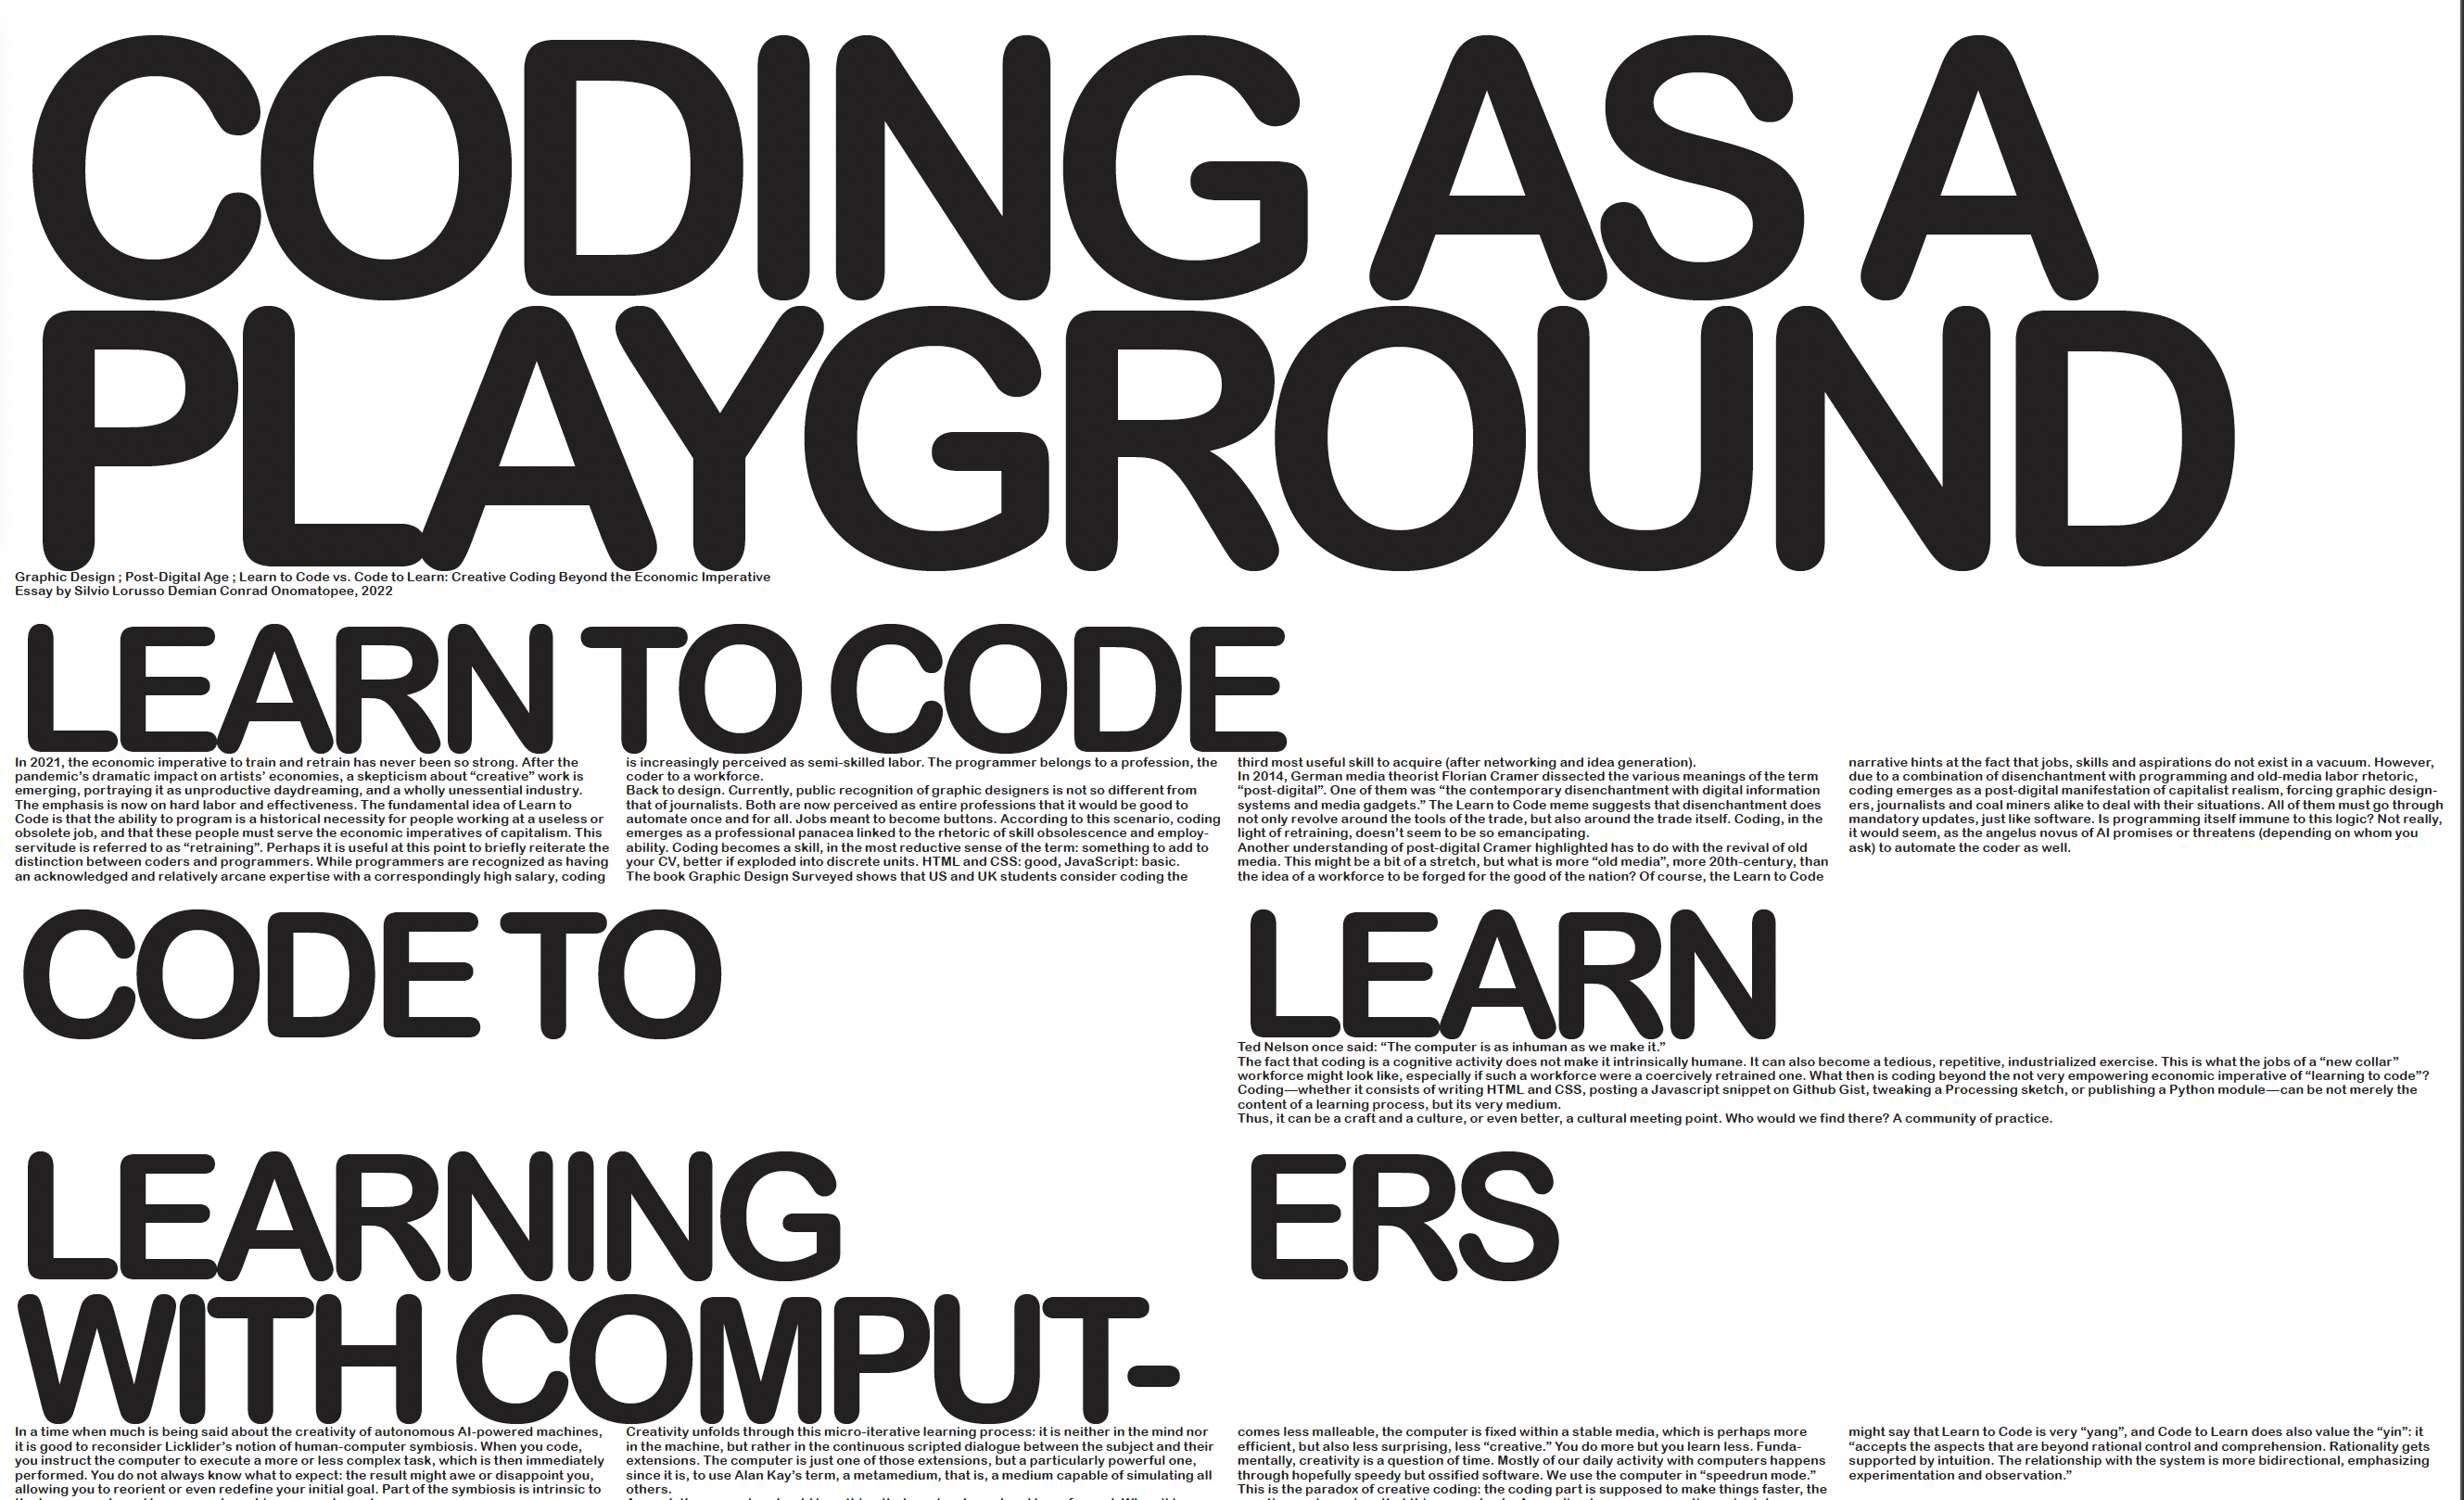 CODING AS A
PLAYGROUND
Graphic Design ; Post-Digital Age ; Learn to Code vs. Code to Learn: Creative Coding Beyond the Economic Imperative
Essay by Silvio Lorusso Demian Conrad Onomatopee, 2022
LEARN TO CODE
In 2021, the economic imperative to train and retrain has never been so strong. After the
pandemic’s dramatic impact on artists’ economies, a skepticism about “creative” work is
emerging, portraying it as unproductive daydreaming, and a wholly unessential industry.
The emphasis is now on hard labor and effectiveness. The fundamental idea of Learn to
Code is that the ability to program is a historical necessity for people working at a useless or
obsolete job, and that these people must serve the economic imperatives of capitalism. This
servitude is referred to as “retraining”. Perhaps it is useful at this point to briefly reiterate the
distinction between coders and programmers. While programmers are recognized as having
an acknowledged and relatively arcane expertise with a correspondingly high salary, coding
is increasingly perceived as semi-skilled labor. The programmer belongs to a profession, the
coder to a workforce.
Back to design. Currently, public recognition of graphic designers is not so different from
that of journalists. Both are now perceived as entire professions that it would be good to
automate once and for all. Jobs meant to become buttons. According to this scenario, coding
emerges as a professional panacea linked to the rhetoric of skill obsolescence and employ-
ability. Coding becomes a skill, in the most reductive sense of the term: something to add to
your CV, better if exploded into discrete units. HTML and CSS: good, JavaScript: basic.
The book Graphic Design Surveyed shows that US and UK students consider coding the
third most useful skill to acquire (after networking and idea generation).
In 2014, German media theorist Florian Cramer dissected the various meanings of the term
“post-digital”. One of them was “the contemporary disenchantment with digital information
systems and media gadgets.” The Learn to Code meme suggests that disenchantment does
not only revolve around the tools of the trade, but also around the trade itself. Coding, in the
light of retraining, doesn’t seem to be so emancipating.
Another understanding of post-digital Cramer highlighted has to do with the revival of old
media. This might be a bit of a stretch, but what is more “old media”, more 20th-century, than
the idea of a workforce to be forged for the good of the nation? Of course, the Learn to Code
narrative hints at the fact that jobs, skills and aspirations do not exist in a vacuum. However,
due to a combination of disenchantment with programming and old-media labor rhetoric,
coding emerges as a post-digital manifestation of capitalist realism, forcing graphic design-
ers, journalists and coal miners alike to deal with their situations. All of them must go through
mandatory updates, just like software. Is programming itself immune to this logic? Not really,
it would seem, as the angelus novus of AI promises or threatens (depending on whom you
ask) to automate the coder as well.
CODE TO
LEARN
Ted Nelson once said: “The computer is as inhuman as we make it.”
The fact that coding is a cognitive activity does not make it intrinsically humane. It can also become a tedious, repetitive, industrialized exercise. This is what the jobs of a “new collar”
workforce might look like, especially if such a workforce were a coercively retrained one. What then is coding beyond the not very empowering economic imperative of “learning to code”?
Coding—whether it consists of writing HTML and CSS, posting a Javascript snippet on Github Gist, tweaking a Processing sketch, or publishing a Python module—can be not merely the
content of a learning process, but its very medium.
Thus, it can be a craft and a culture, or even better, a cultural meeting point. Who would we find there? A community of practice.
LEARNING
WITH COMPUT-
ERS
In a time when much is being said about the creativity of autonomous AI-powered machines,
it is good to reconsider Licklider’s notion of human-computer symbiosis. When you code,
you instruct the computer to execute a more or less complex task, which is then immediately
performed. You do not always know what to expect: the result might awe or disappoint you,
allowing you to reorient or even redefine your initial goal. Part of the symbiosis is intrinsic to
Creativity unfolds through this micro-iterative learning process: it is neither in the mind nor
in the machine, but rather in the continuous scripted dialogue between the subject and their
extensions. The computer is just one of those extensions, but a particularly powerful one,
since it is, to use Alan Kay’s term, a metamedium, that is, a medium capable of simulating all
others.
comes less malleable, the computer is fixed within a stable media, which is perhaps more
efficient, but also less surprising, less “creative.” You do more but you learn less. Funda-
mentally, creativity is a question of time. Mostly of our daily activity with computers happens
through hopefully speedy but ossified software. We use the computer in “speedrun mode.”
This is the paradox of creative coding: the coding part is supposed to make things faster, the
might say that Learn to Code is very “yang”, and Code to Learn does also value the “yin”: it
“accepts the aspects that are beyond rational control and comprehension. Rationality gets
supported by intuition. The relationship with the system is more bidirectional, emphasizing
experimentation and observation.”